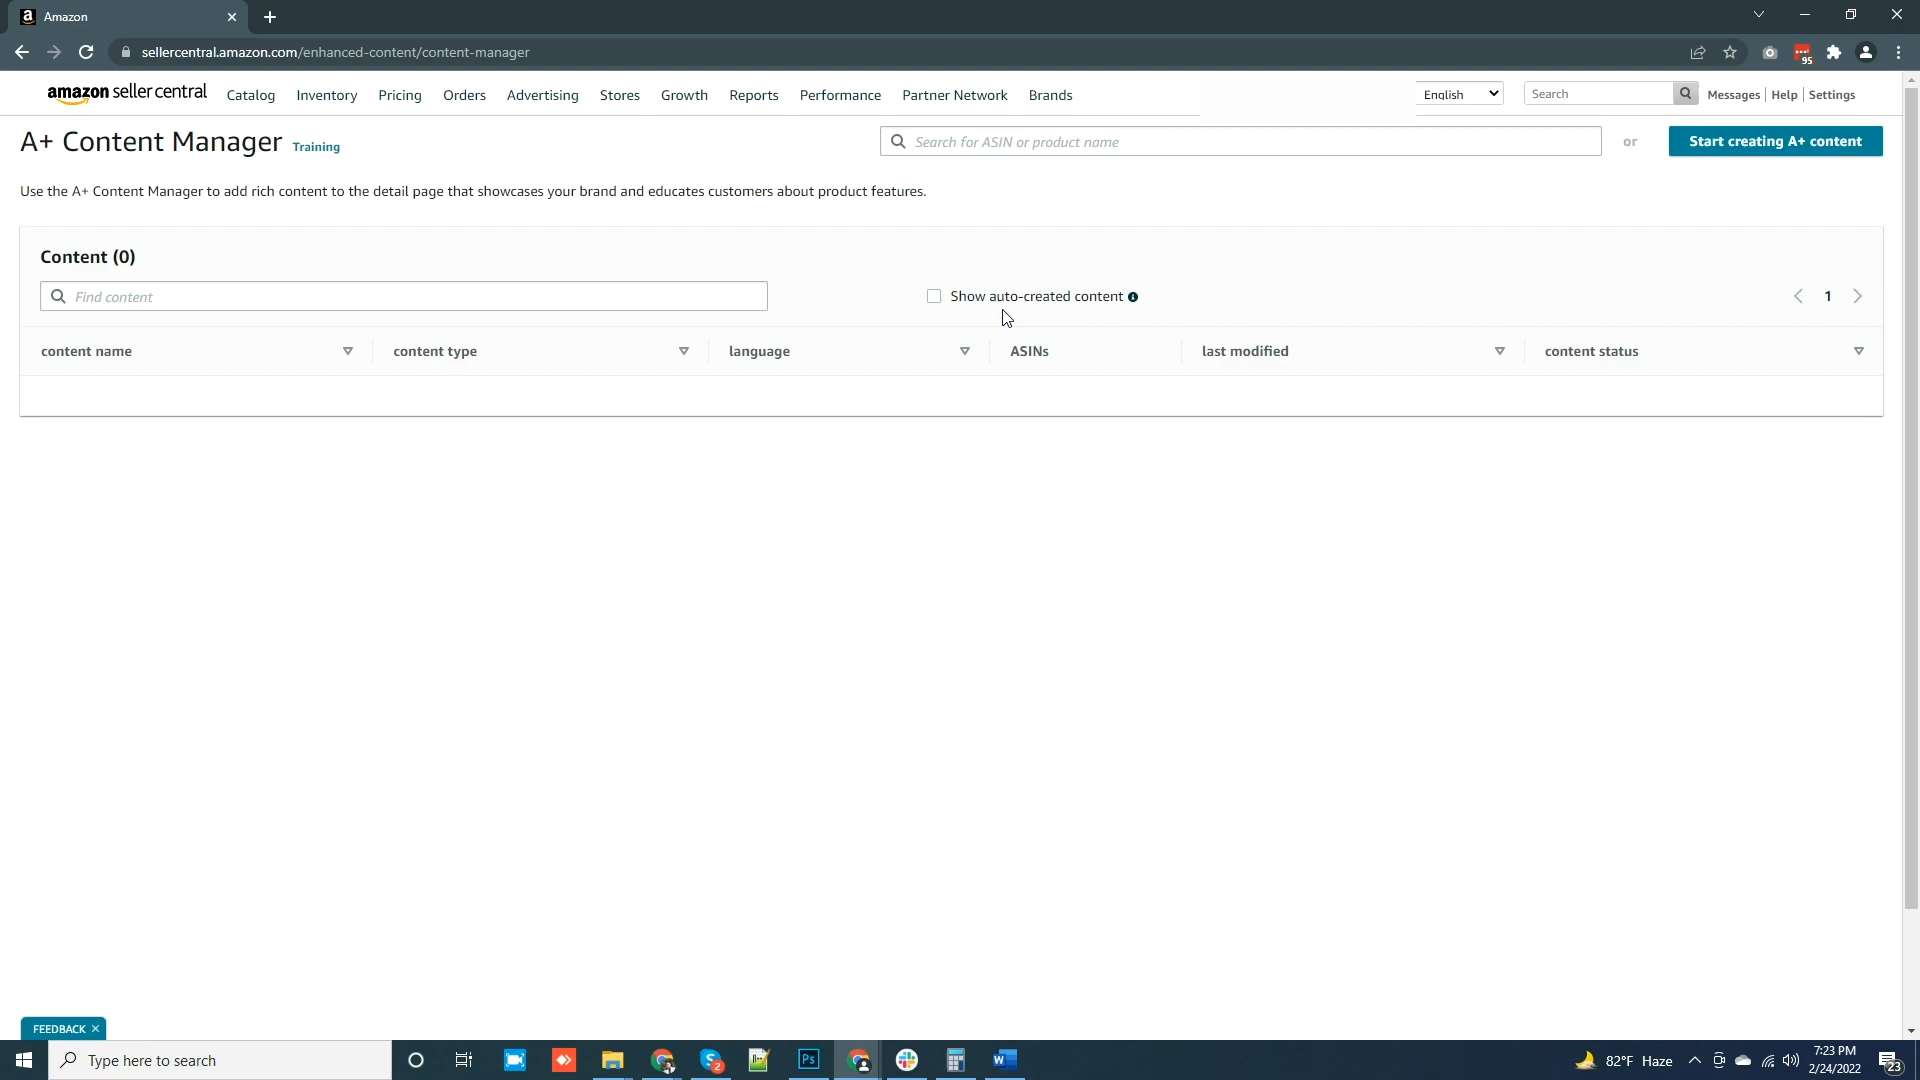 Amazon
sellercentral.amazon.com/enhanced-content/content-manager
95
amazon seller central Catalog Inventory Pricing Orders Advertising Stores Growth Reports Performance Partner Network Brands English Search Messages Help Settings
A+ Content Manager Training Search for ASIN or product name or Start creating A+ content
Use the A+ Content Manager to add rich content to the detail page that showcases your brand and educates customers about product features.
Content (0)
Find content Show auto-created content 1
content name content type language ASINs last modified content status
FEEDBACK
Type here to search Ps 2 W 82°F Haze 7:23 PM
2/24/2022 23